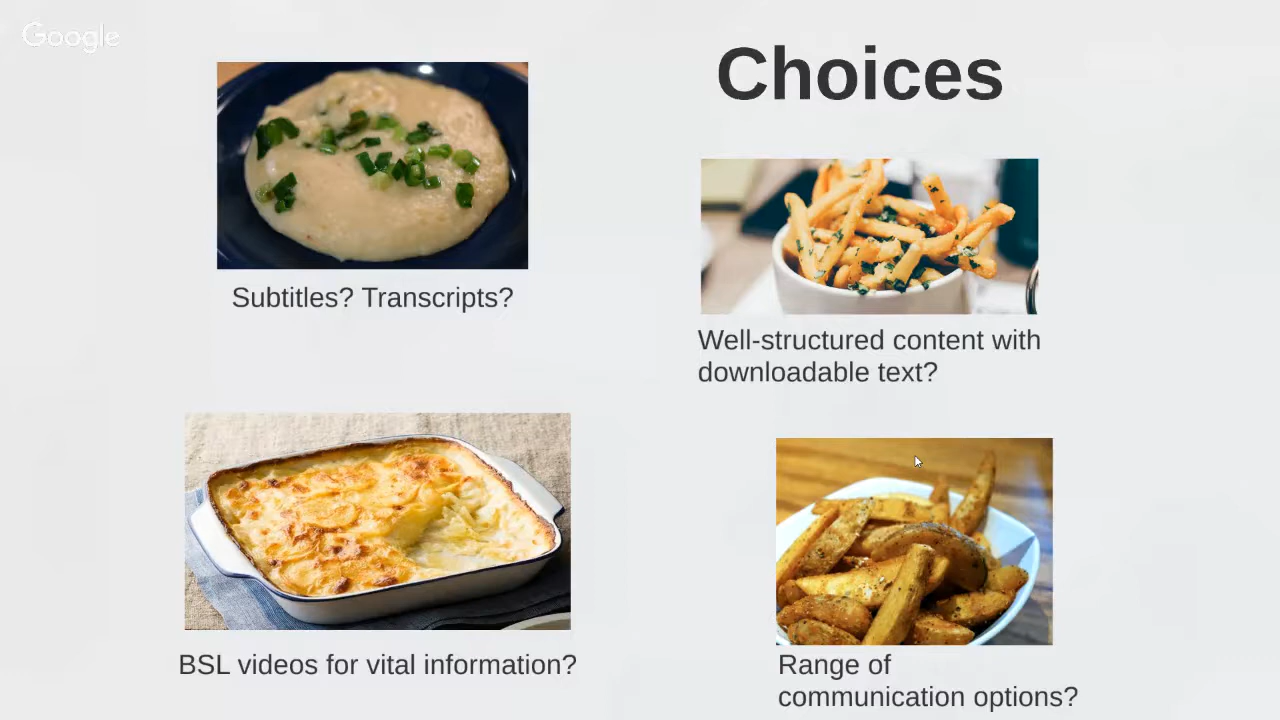 Google
Choices
Subtitles? Transcripts?
Well-structured content with
downloadable text?
BSL videos for vital information?
Range of
communication options?